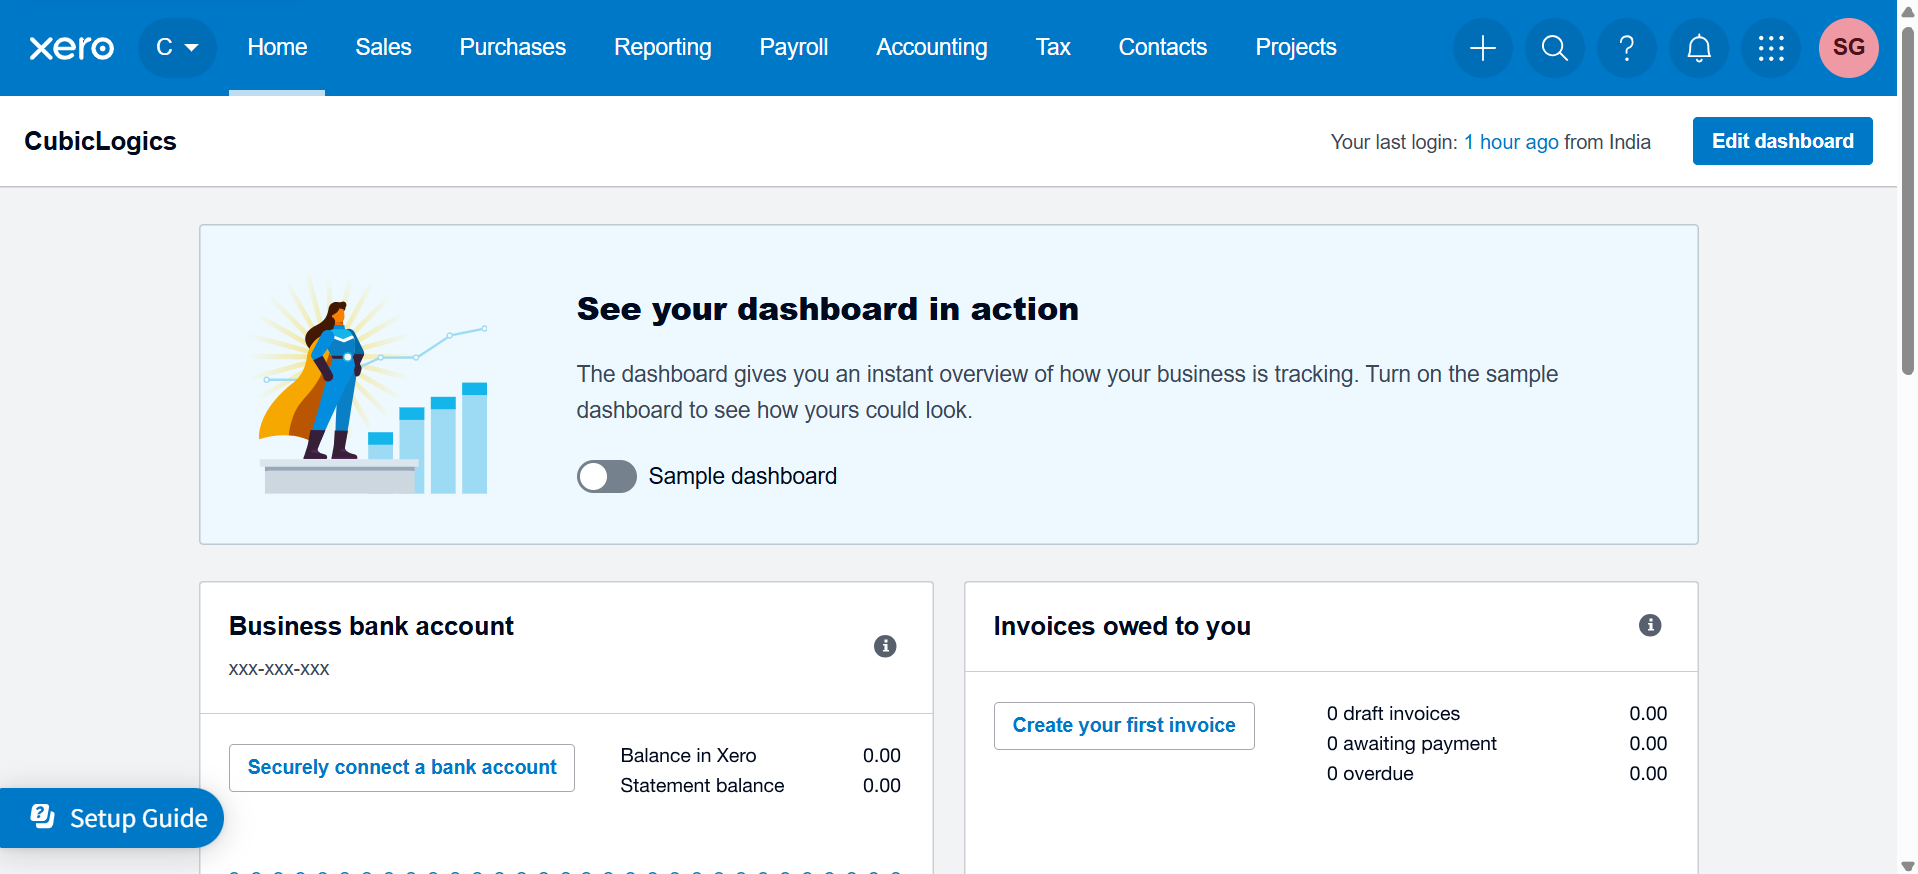 xero C Home Sales Purchases Reporting Payroll Accounting Tax Contacts Projects ? SG
CubicLogics
Your last login: 1 hour ago from India
Edit dashboard
See your dashboard in action
The dashboard gives you an instant overview of how your business is tracking. Turn on the sample
dashboard to see how yours could look.
Sample dashboard
Business bank account
xxx-xxx-xxx
Securely connect a bank account
Balance in Xero 0.00
Statement balance 0.00
Invoices owed to you
Create your first invoice
0 draft invoices 0.00
0 awaiting payment 0.00
0 overdue 0.00
Setup Guide